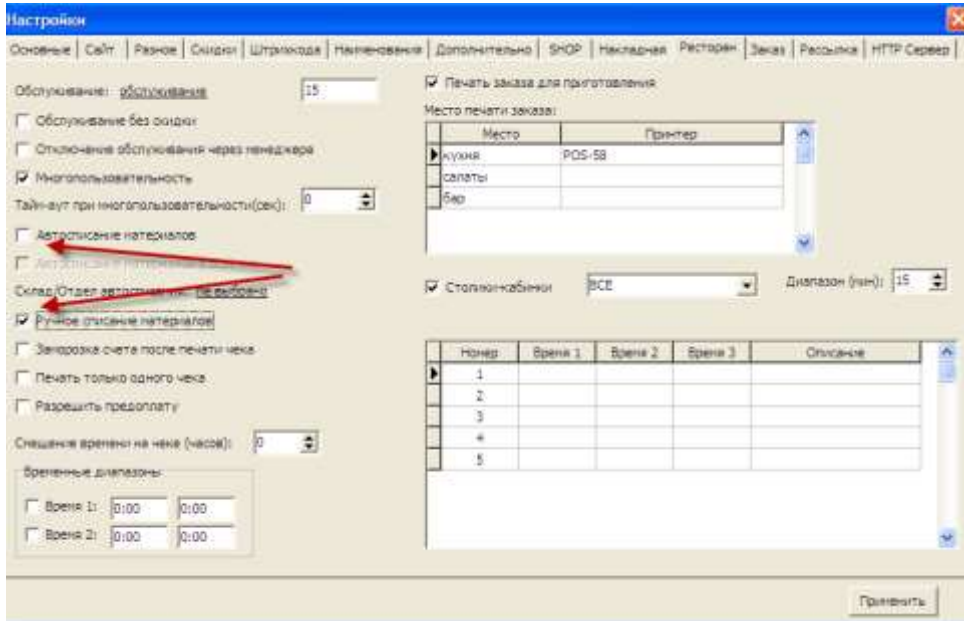 Настройки
Основные Сайт Разное Скидки Штрихкода Наименования Дополнительно SHOP Накладная Ресторан Заказ Рассылка HTTP Сервер
Обслуживание: обслуживание 15
Обслуживание без скидки
Отключение обслуживания через менеджера
Многопользовательность
Тайм-аут при многопользовательности(сек): 0
Автосписание материалов
Склад/Отдел автосписания: не выбрано
Ручное списание материалов
Заморозка счета после печати чека
Печать только одного чека
Разрешить предоплату
Смещение времени на чеке (часов): 0
Временные диапазоны
Время 1: 0:00 0:00
Время 2: 0:00 0:00
Печать заказа для приготовления
Место печати заказа:
Место Принтер
кухня POS-58
салаты
бар
Столики-кабинки ВСЕ Диапазон (мин): 15
Номер Время 1 Время 2 Время 3 Описание
1
2
3
4
5
Применить